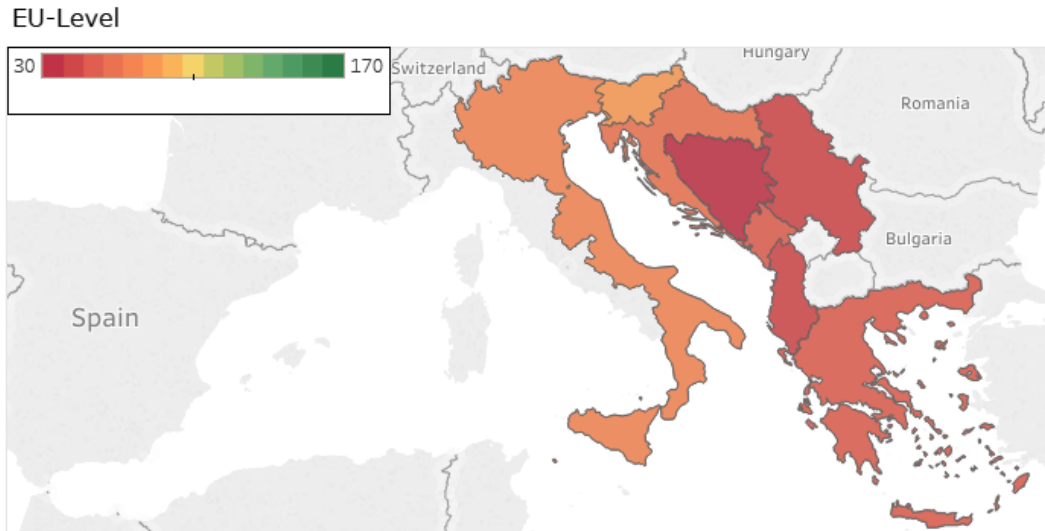 EU-Level
30 170
Switzerland
Hungary
Romania
Bulgaria
Spain